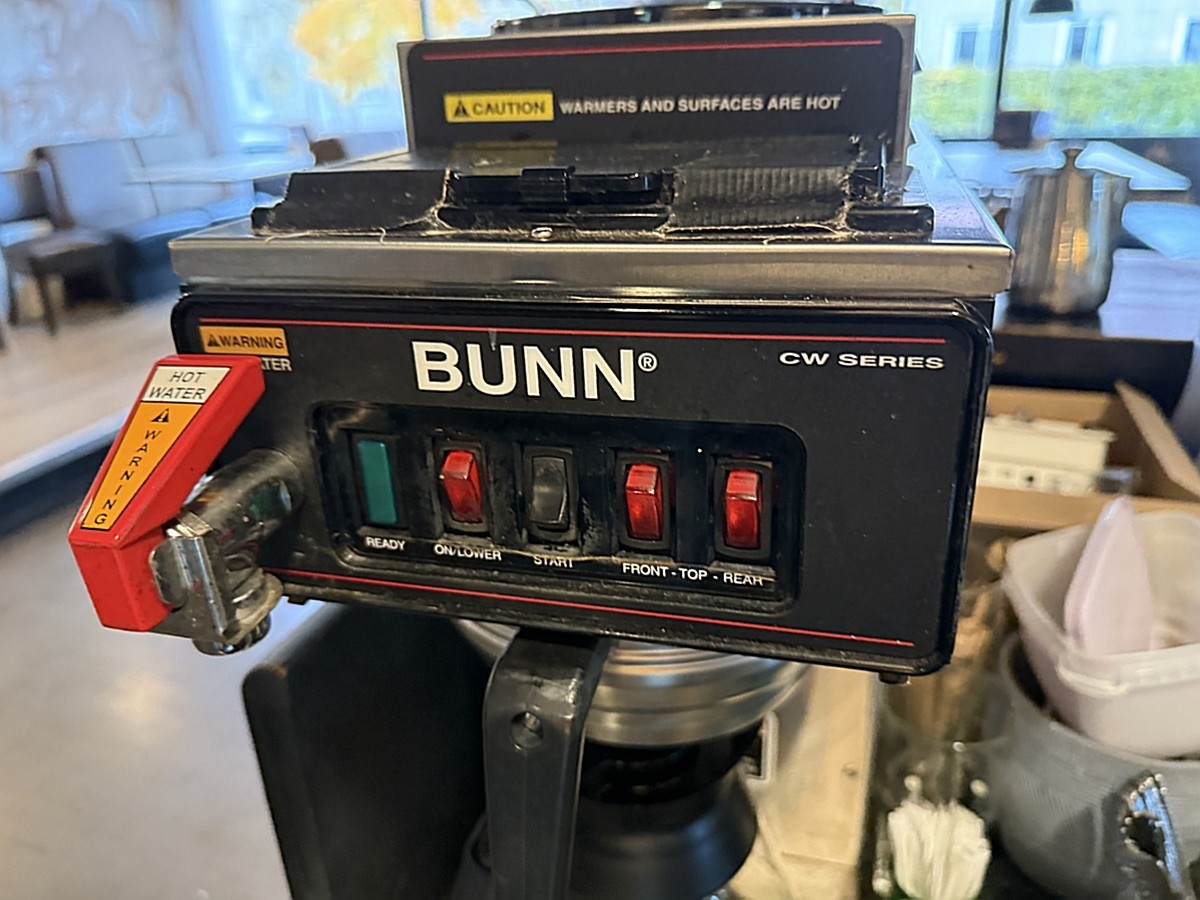 ⚠ CAUTION WARMERS AND SURFACES ARE HOT
⚠WARNING
ATER
BUNN®
CW SERIES
HOT
WATER
⚠ WARNING
READY
ON/LOWER
START
FRONT - TOP - REAR